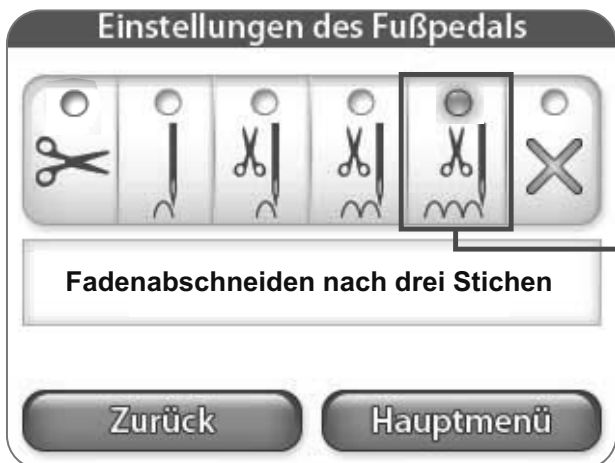 Einstellungen des Fußpedals
Fadenabschneiden nach drei Stichen
Zurück
Hauptmenü